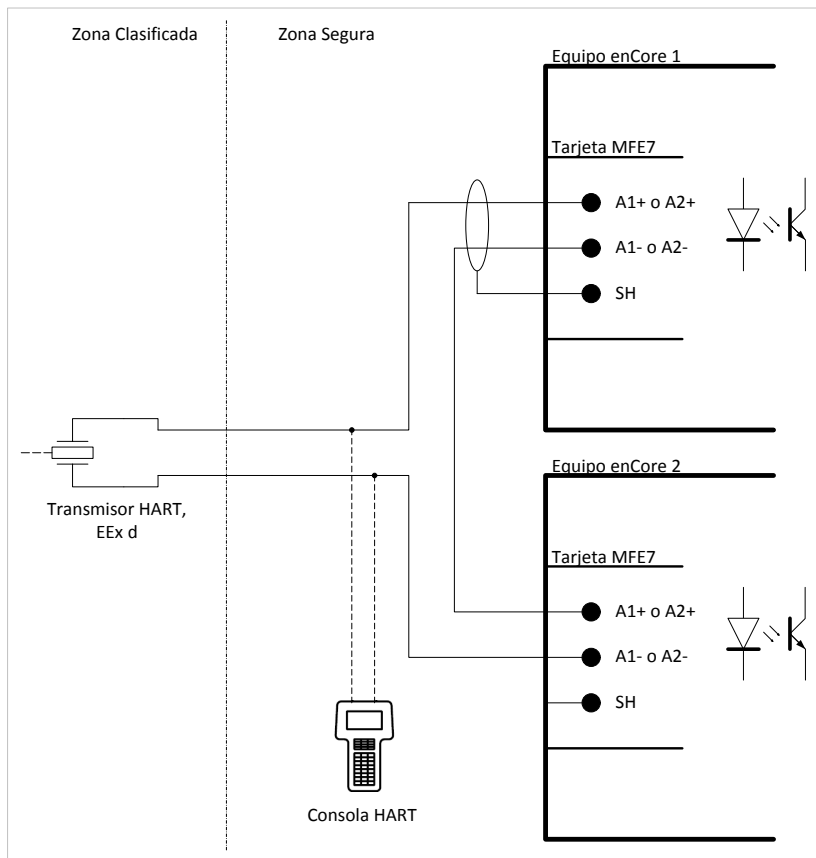 Zona Clasificada
Zona Segura
Equipo enCore 1
Tarjeta MFE7
A1+ o A2+
A1- o A2-
SH
Transmisor HART,
EEx d
Equipo enCore 2
Tarjeta MFE7
A1+ o A2+
A1- o A2-
SH
Consola HART